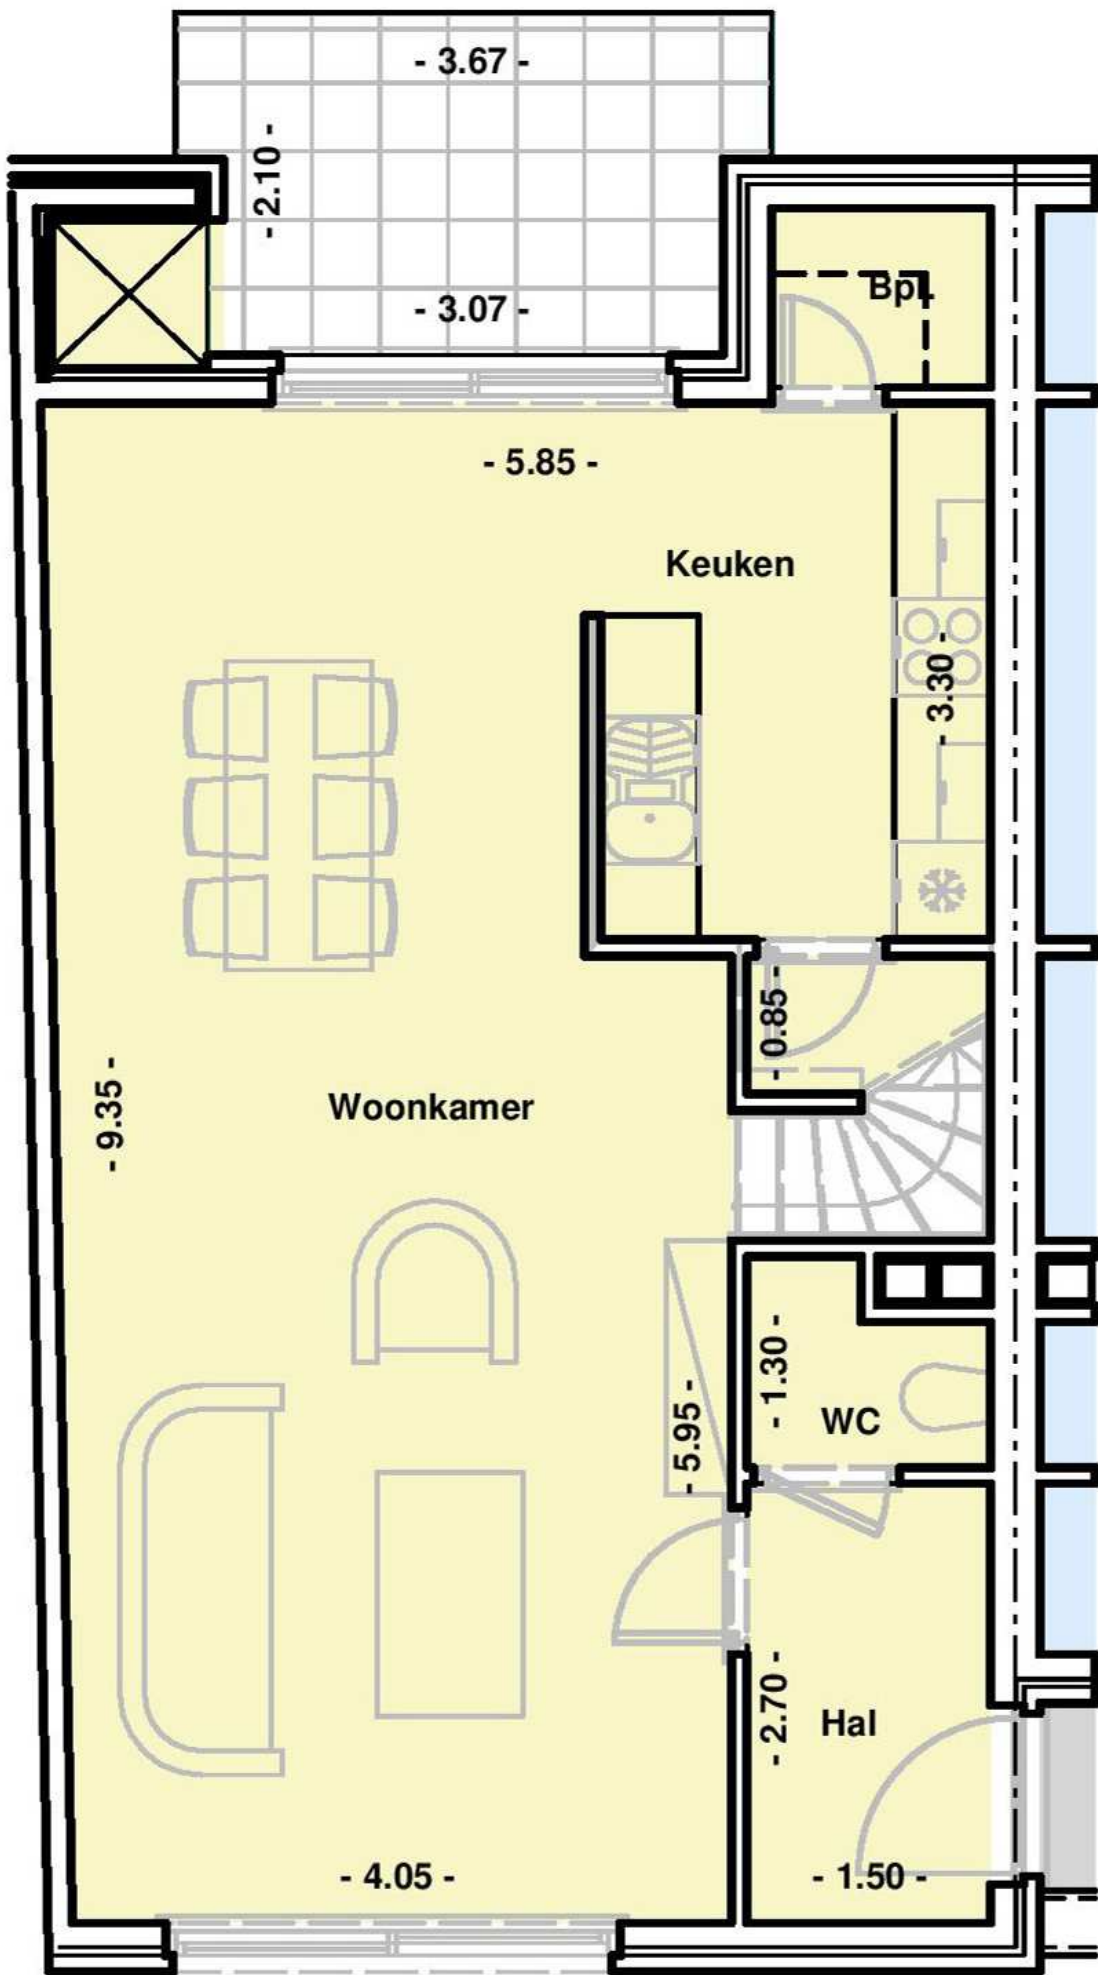 - 3.67 -
- 2.10 -
- 3.07 -
Bpl.
- 5.85 -
Keuken
- 3.30 -
- 0.85 -
- 9.35 -
Woonkamer
- 1.30 -
- 5.95 -
WC
- 2.70 -
Hal
- 4.05 -
- 1.50 -